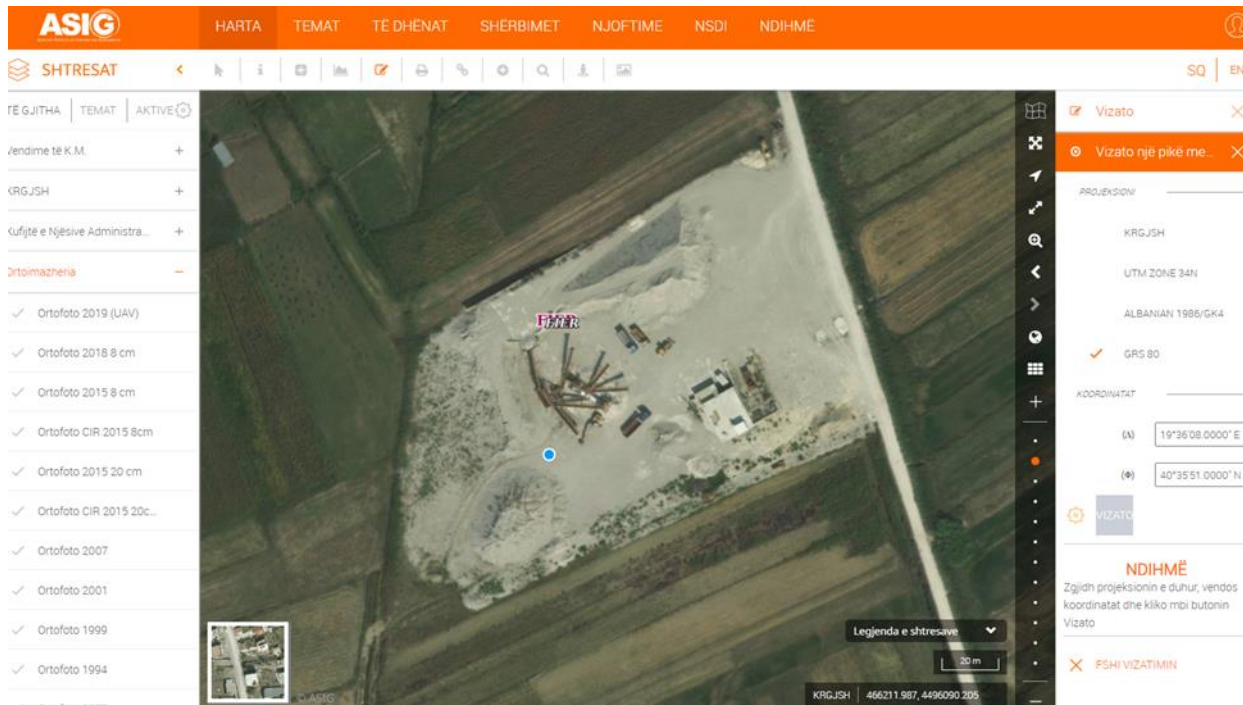 ASIG
HARTA
TEMAT
TË DHËNAT
SHËRBIMET
NJOFTIME
NSDI
NDIHMË
SHTRESAT
SQ
EN
TË GJITHA
TEMAT
AKTIVE
Vendime të K.M.
KRGJSH
Kufijtë e Njësive Administra...
Ortoimazheria
Ortofoto 2019 (UAV)
Ortofoto 2018 8 cm
Ortofoto 2015 8 cm
Ortofoto CIR 2015 8cm
Ortofoto 2015 20 cm
Ortofoto CIR 2015 20c...
Ortofoto 2007
Ortofoto 2001
Ortofoto 1999
Ortofoto 1994
FIER
© ASIG
Legjenda e shtresave
20 m
KRGJSH
466211.987, 4496090.205
Vizato
Vizato një pikë me...
PROJEKSIONI
KRGJSH
UTM ZONE 34N
ALBANIAN 1986/GK4
GRS 80
KOORDINATAT
(Λ)
19°36'08.0000" E
(Φ)
40°35'51.0000" N
VIZATO
NDIHMË
Zgjidh projeksionin e duhur, vendos
koordinatat dhe kliko mbi butonin
Vizato
FSHI VIZATIMIN